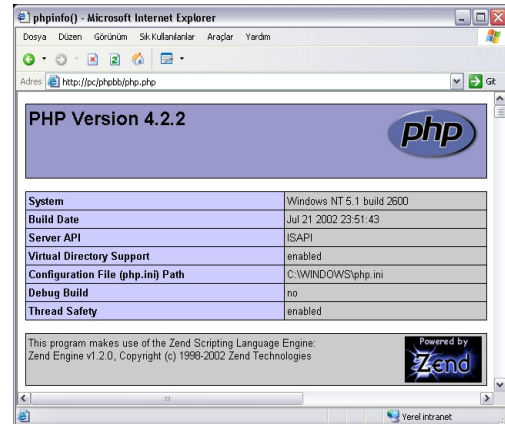 phpinfo() - Microsoft Internet Explorer
Dosya Düzen Görünüm Sık Kullanılanlar Araçlar Yardım
Adres http://pc/phpbb/php.php Git
PHP Version 4.2.2
php
System Windows NT 5.1 build 2600
Build Date Jul 21 2002 23:51:43
Server API ISAPI
Virtual Directory Support enabled
Configuration File (php.ini) Path C:\WINDOWS\php.ini
Debug Build no
Thread Safety enabled
This program makes use of the Zend Scripting Language Engine:
Zend Engine v1.2.0, Copyright (c) 1998-2002 Zend Technologies
Powered by
Zend
Yerel intranet